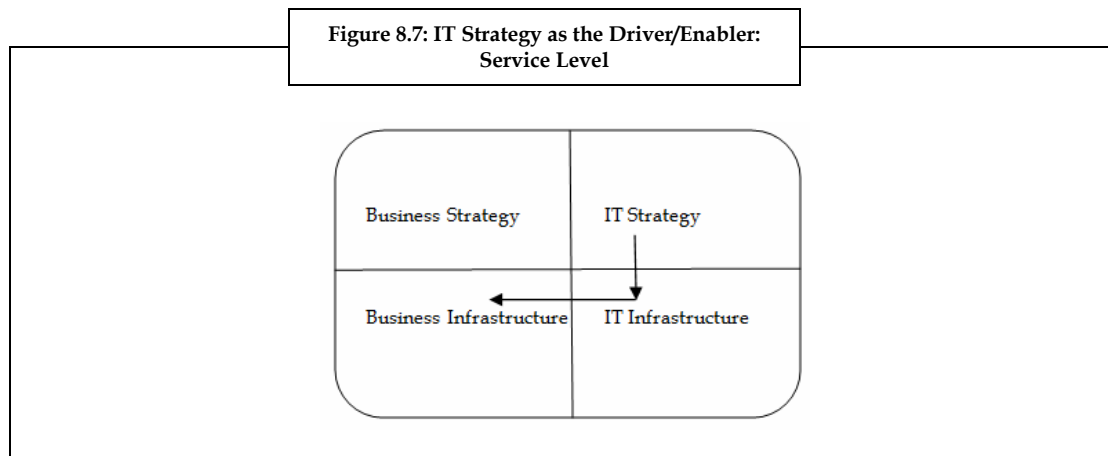 Figure 8.7: IT Strategy as the Driver/Enabler:
Service Level
Business Strategy
IT Strategy
Business Infrastructure
IT Infrastructure